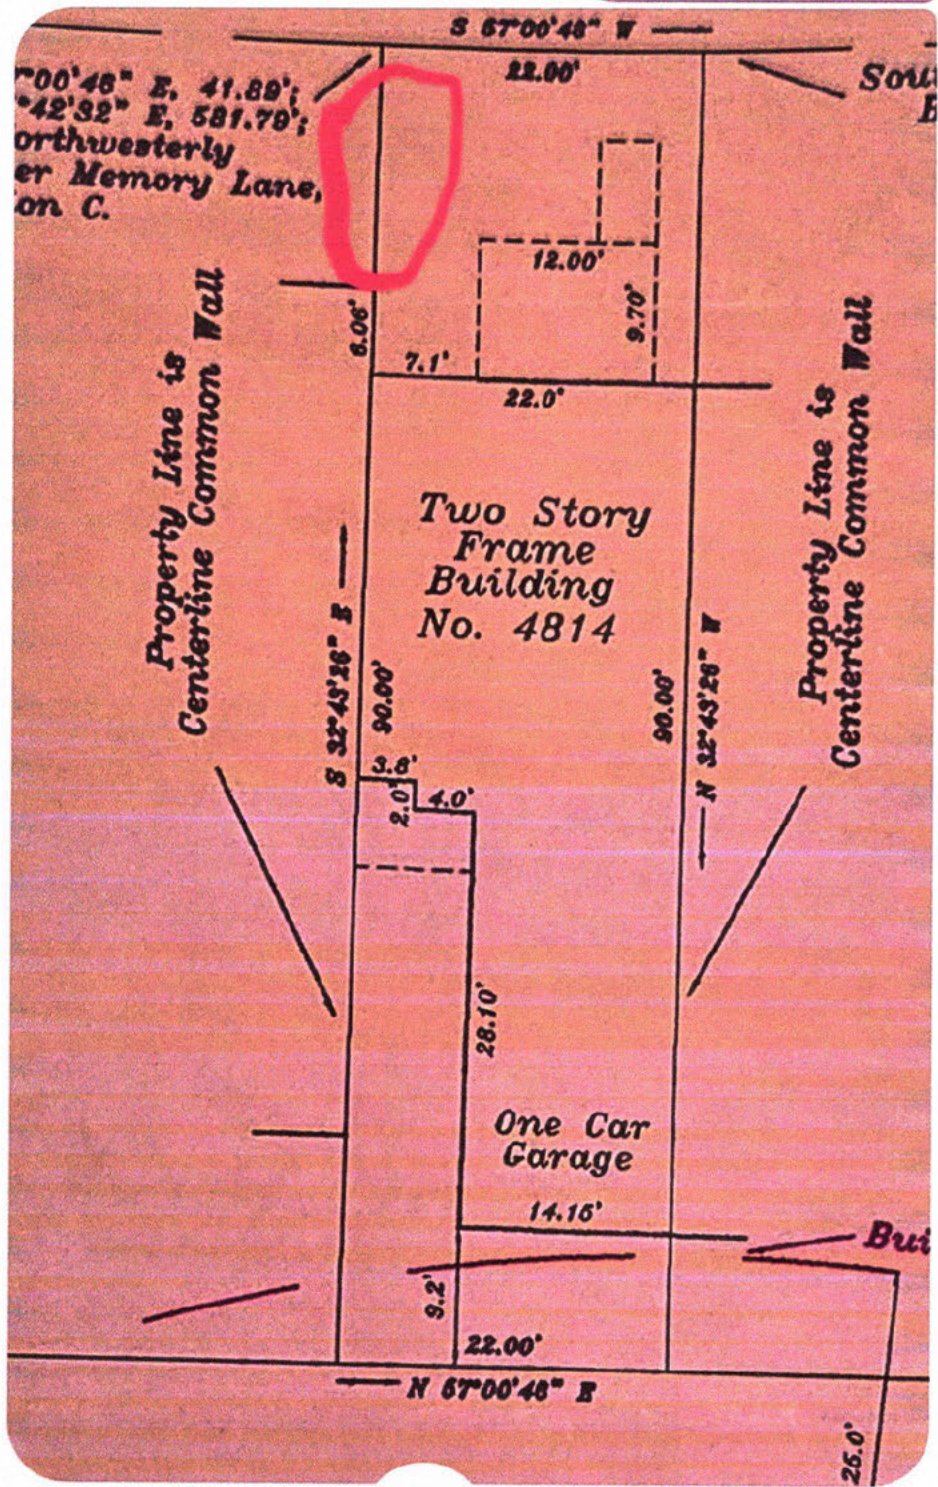 S 67°00'46" W
22.00'
°00'46" E, 41.89';
°42'32" E, 581.79';
orthwesterly
er Memory Lane,
on C.
Sou
12.00'
9.70'
6.06'
7.1'
22.0'
Property Line is
Centerline Common Wall
Property Line is
Centerline Common Wall
Two Story
Frame
Building
No. 4814
S 32°43'26" E
90.00'
90.00'
N 32°43'26" W
3.8'
2.0'
4.0'
28.10'
One Car
Garage
14.15'
Bui
9.2'
22.00'
N 67°00'46" E
25.0'